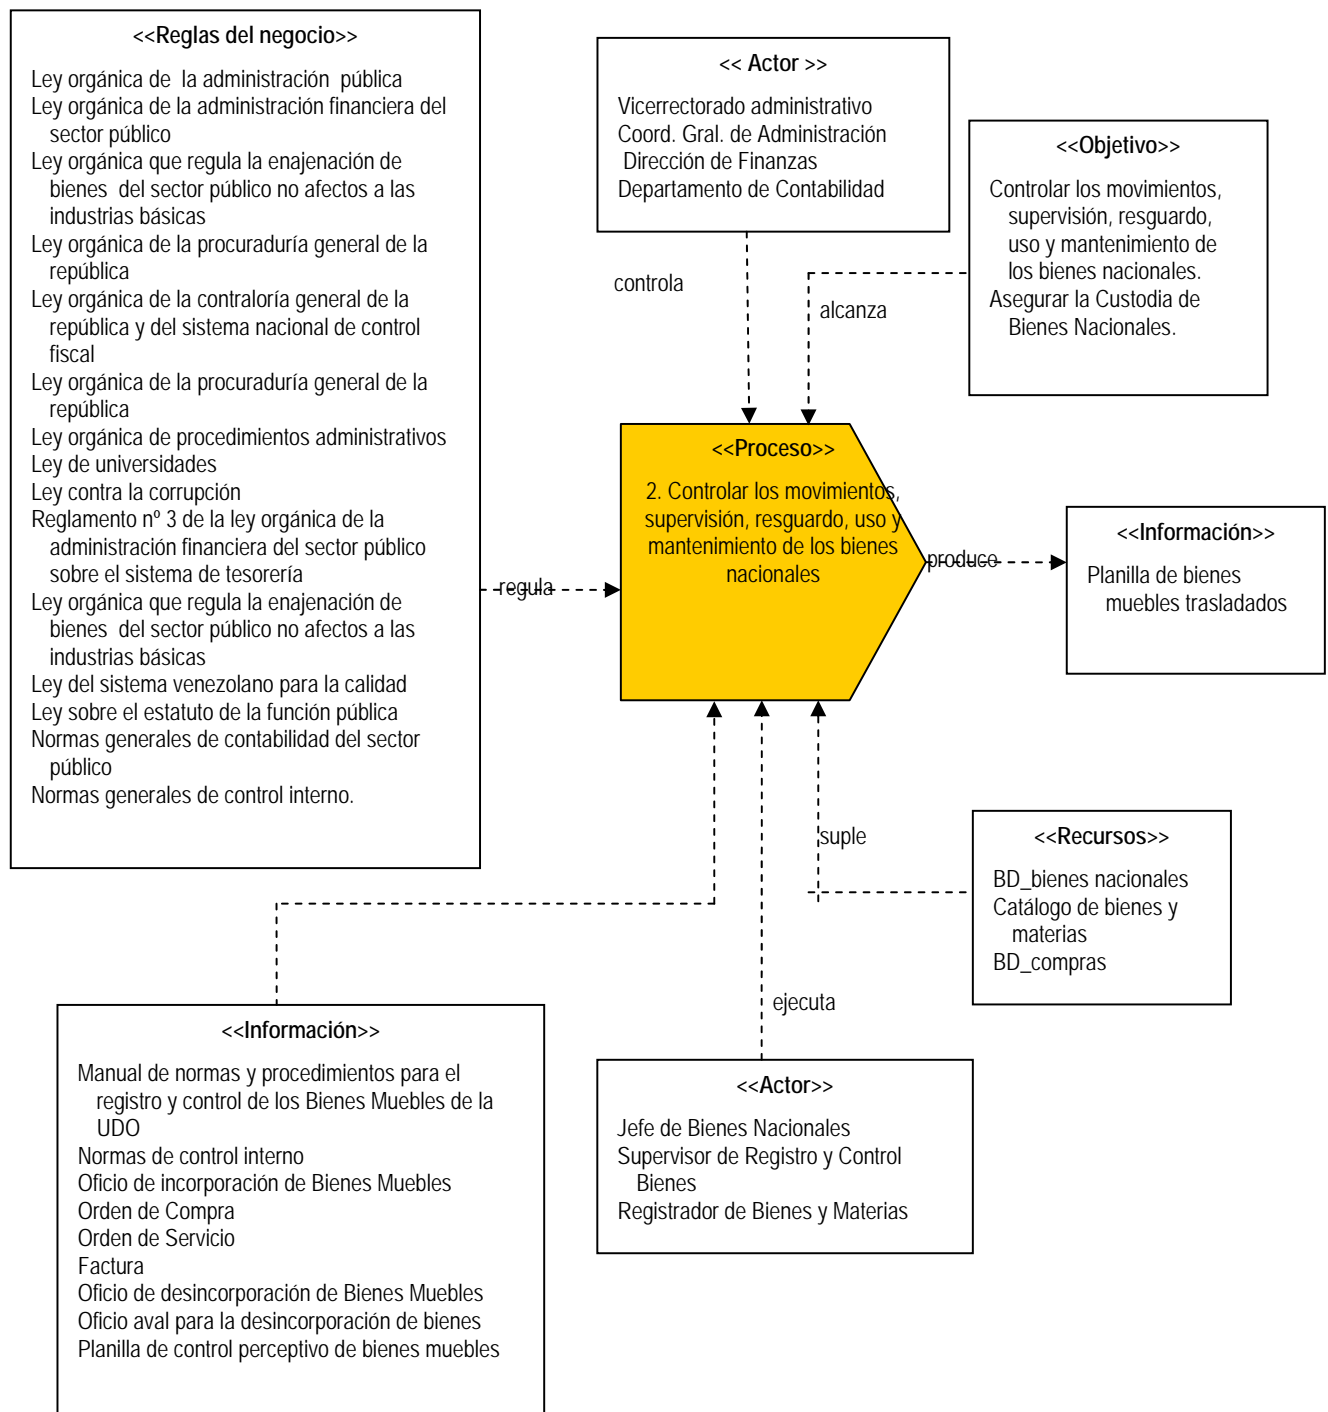 <<Reglas del negocio>>
Ley orgánica de la administración pública
Ley orgánica de la administración financiera del
sector público
Ley orgánica que regula la enajenación de
bienes del sector público no afectos a las
industrias básicas
Ley orgánica de la procuraduría general de la
república
Ley orgánica de la contraloría general de la
república y del sistema nacional de control
fiscal
Ley orgánica de la procuraduría general de la
república
Ley orgánica de procedimientos administrativos
Ley de universidades
Ley contra la corrupción
Reglamento nº 3 de la ley orgánica de la
administración financiera del sector público
sobre el sistema de tesorería
Ley orgánica que regula la enajenación de
bienes del sector público no afectos a las
industrias básicas
Ley del sistema venezolano para la calidad
Ley sobre el estatuto de la función pública
Normas generales de contabilidad del sector
público
Normas generales de control interno.
<< Actor >>
Vicerrectorado administrativo
Coord. Gral. de Administración
Dirección de Finanzas
Departamento de Contabilidad
<<Objetivo>>
Controlar los movimientos,
supervisión, resguardo,
uso y mantenimiento de
los bienes nacionales.
Asegurar la Custodia de
Bienes Nacionales.
controla
alcanza
<<Proceso>>
2. Controlar los movimientos,
supervisión, resguardo, uso y
mantenimiento de los bienes
nacionales
regula
produce
<<Información>>
Planilla de bienes
muebles trasladados
suple
<<Recursos>>
BD_bienes nacionales
Catálogo de bienes y
materias
BD_compras
ejecuta
<<Información>>
Manual de normas y procedimientos para el
registro y control de los Bienes Muebles de la
UDO
Normas de control interno
Oficio de incorporación de Bienes Muebles
Orden de Compra
Orden de Servicio
Factura
Oficio de desincorporación de Bienes Muebles
Oficio aval para la desincorporación de bienes
Planilla de control perceptivo de bienes muebles
<<Actor>>
Jefe de Bienes Nacionales
Supervisor de Registro y Control
Bienes
Registrador de Bienes y Materias